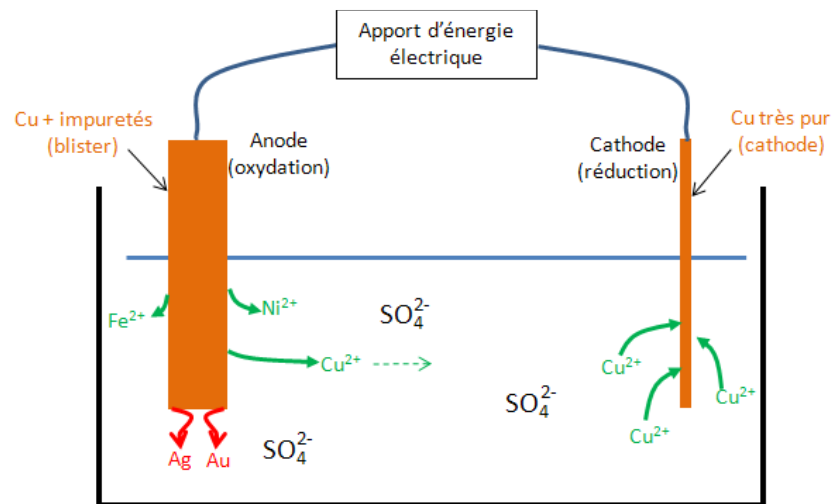 Apport d'énergie
électrique
Cu + impuretés
(blister)
Anode
(oxydation)
Cathode
(réduction)
Cu très pur
(cathode)
Fe²⁺
Ni²⁺
SO₄²⁻
Cu²⁺
Cu²⁺
Cu²⁺
SO₄²⁻
Cu²⁺
Ag
Au
SO₄²⁻